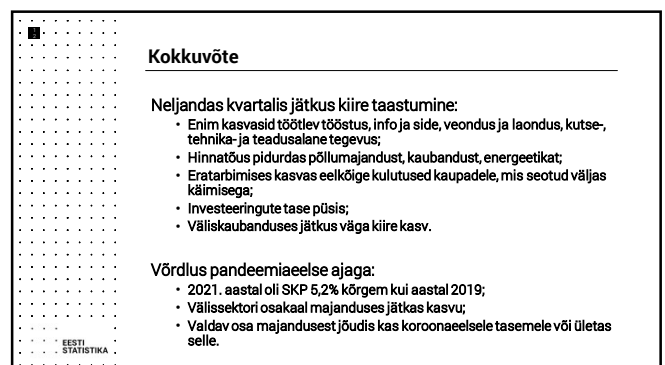 Kokkuvõte
Neljandas kvartalis jätkus kiire taastumine:
• Enim kasvasid töötlev tööstus, info ja side, veondus ja laondus, kutse-,
tehnika- ja teadusalane tegevus;
• Hinnatõus pidurdas põllumajandust, kaubandust, energeetikat;
• Eratarbimises kasvas eelkõige kulutused kaupadele, mis seotud väljas
käimisega;
• Investeeringute tase püsis;
• Väliskaubanduses jätkus väga kiire kasv.
Võrdlus pandeemiaeelse ajaga:
• 2021. aastal oli SKP 5,2% kõrgem kui aastal 2019;
• Välissektori osakaal majanduses jätkas kasvu;
• Valdav osa majandusest jõudis kas koroonaeelsele tasemele või ületas
selle.
EESTI
STATISTIKA